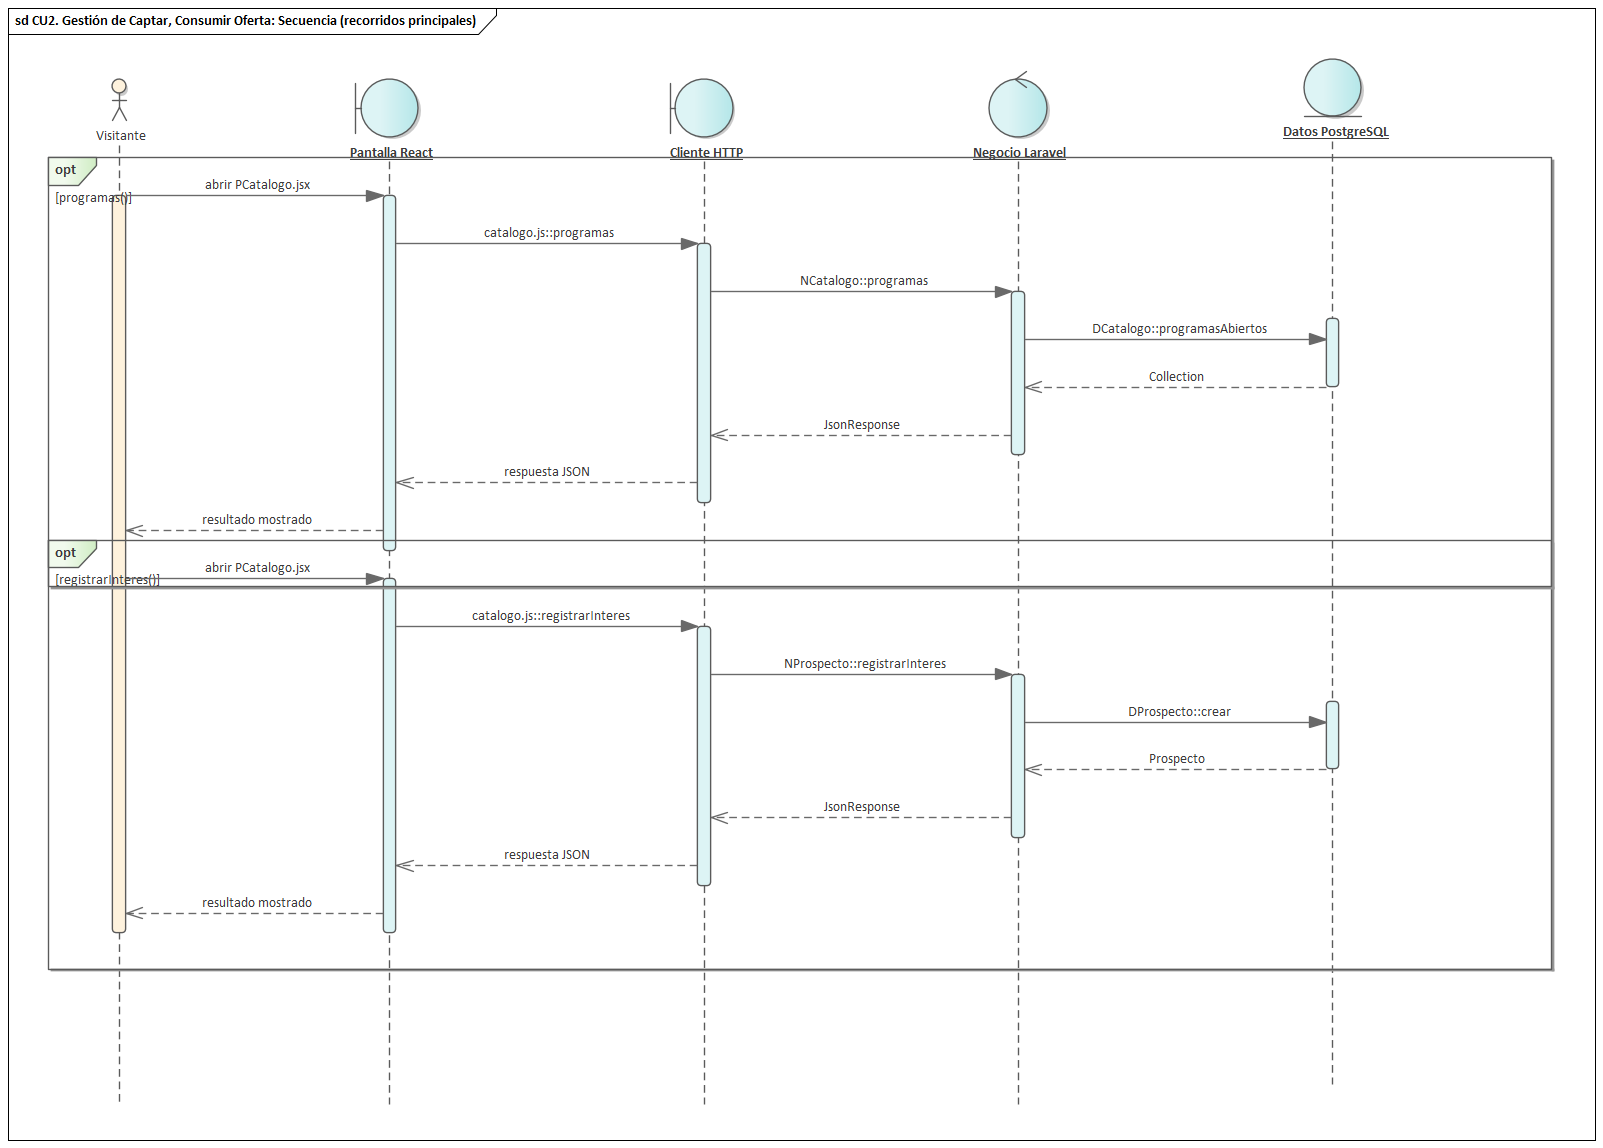 sd CU2. Gestión de Captar, Consumir Oferta: Secuencia (recorridos principales)
Visitante
Pantalla React
Cliente HTTP
Negocio Laravel
Datos PostgreSQL
opt
[programas()]
abrir PCatalogo.jsx
catalogo.js::programas
NCatalogo::programas
DCatalogo::programasAbiertos
Collection
JsonResponse
respuesta JSON
resultado mostrado
opt
[registrarInteres()]
abrir PCatalogo.jsx
catalogo.js::registrarInteres
NProspecto::registrarInteres
DProspecto::crear
Prospecto
JsonResponse
respuesta JSON
resultado mostrado